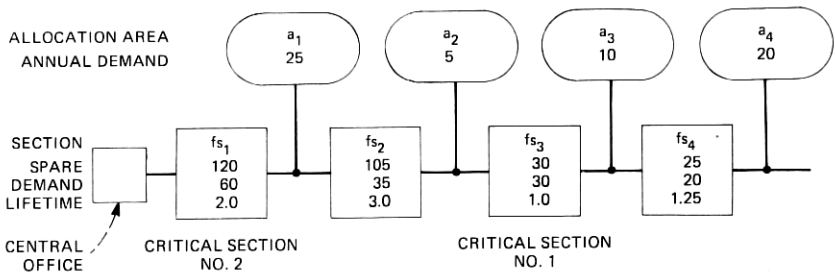 ALLOCATION AREA
ANNUAL DEMAND
a1
25
a2
5
a3
10
a4
20
SECTION
SPARE
DEMAND
LIFETIME
fs1
120
60
2.0
fs2
105
35
3.0
fs3
30
30
1.0
fs4
25
20
1.25
CENTRAL
OFFICE
CRITICAL SECTION
NO. 2
CRITICAL SECTION
NO. 1